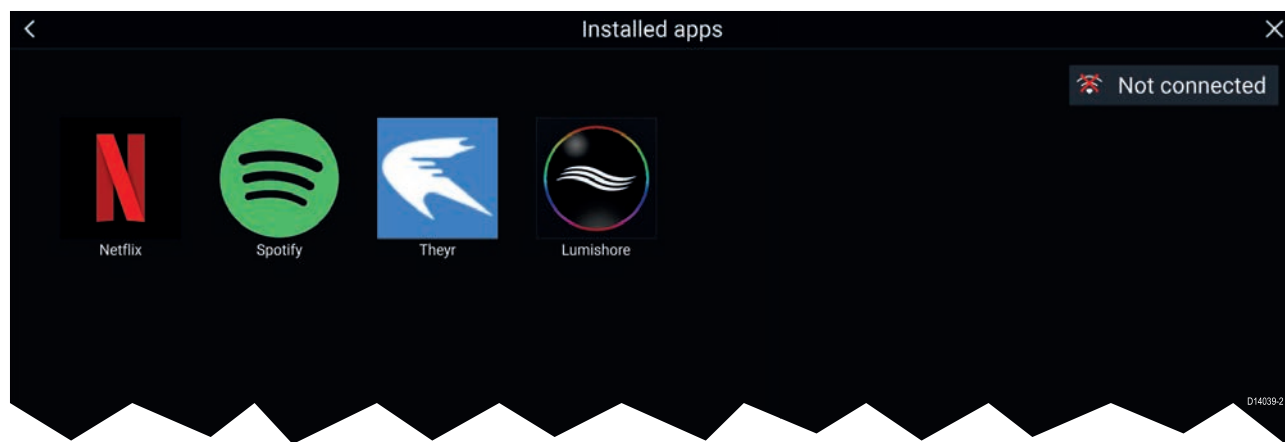 Installed apps
Not connected
Netflix Spotify Theyr Lumishore
D14039-2